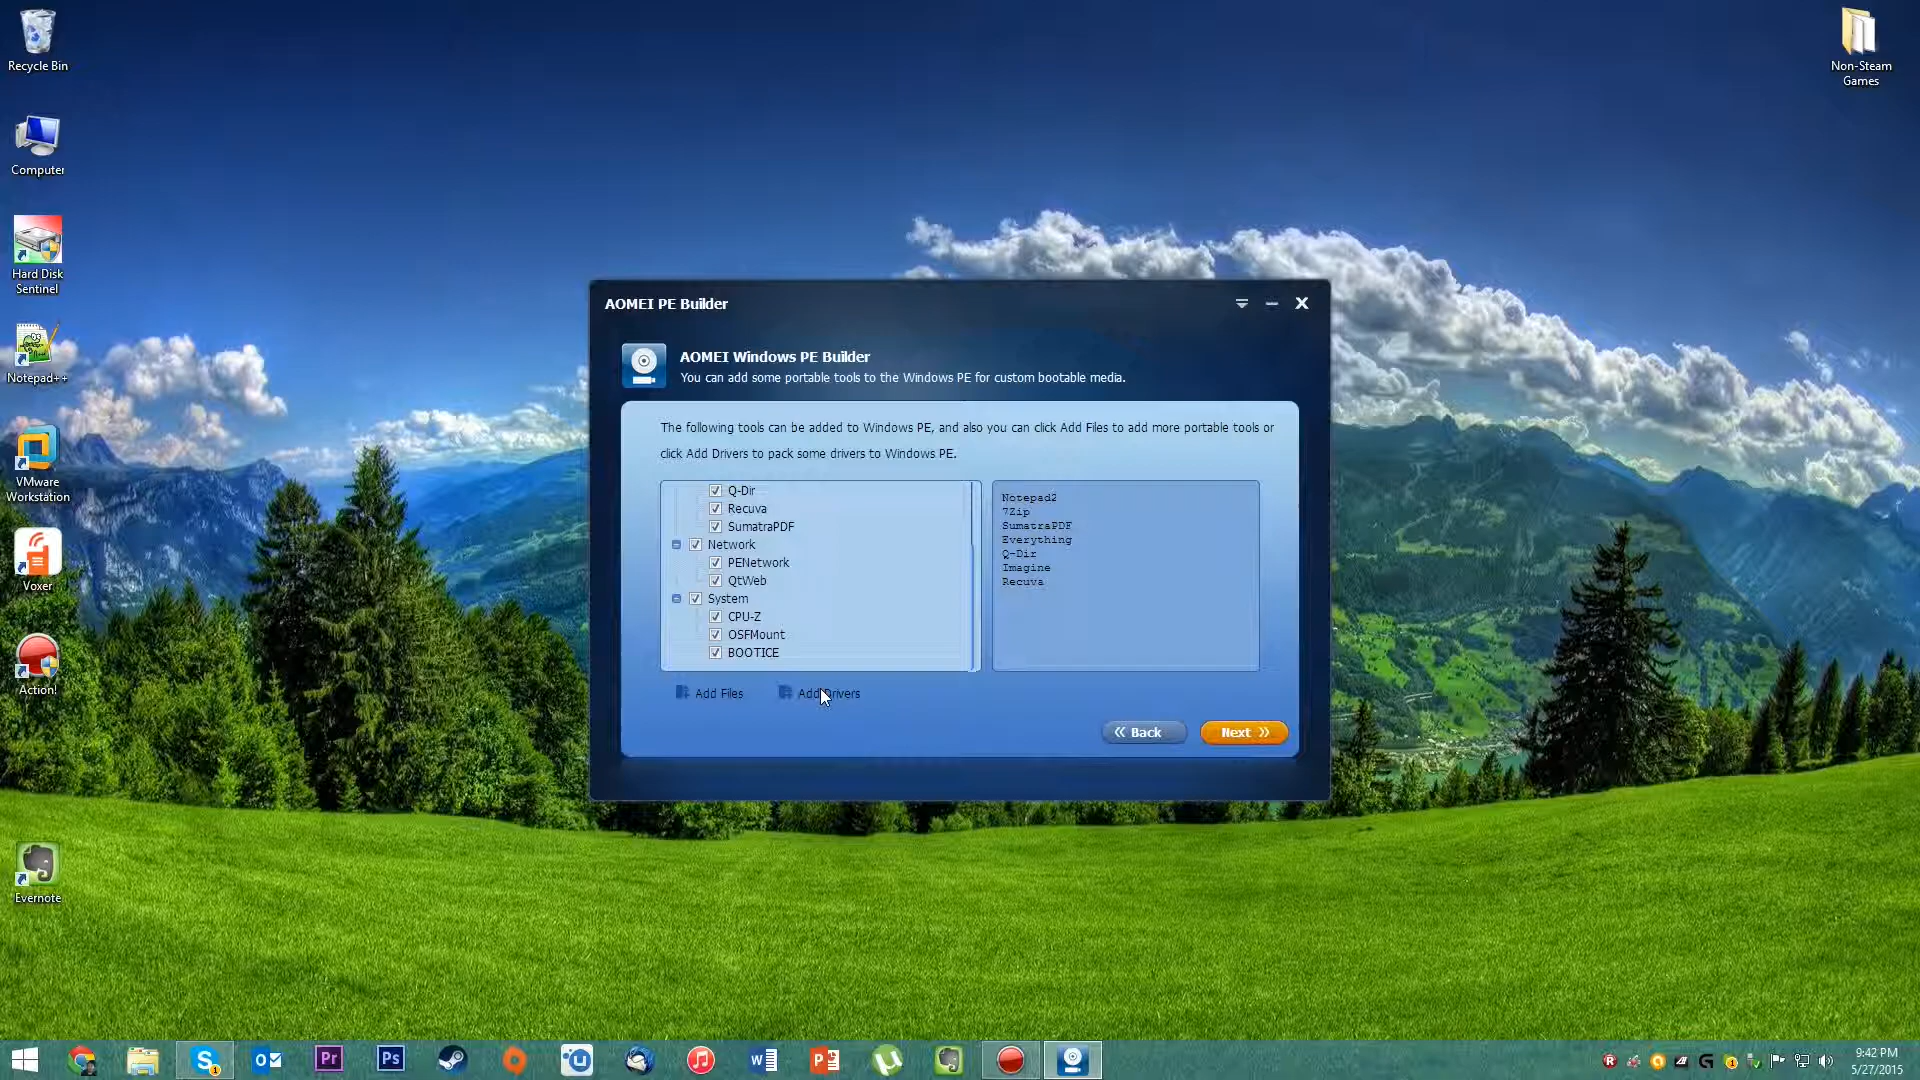 Recycle Bin
Non-Steam
Games
Computer
Hard Disk
Sentinel
Notepad++
VMware
Workstation
Voxer
Action!
Evernote
AOMEI PE Builder
AOMEI Windows PE Builder
You can add some portable tools to the Windows PE for custom bootable media.
The following tools can be added to Windows PE, and also you can click Add Files to add more portable tools or
click Add Drivers to pack some drivers to Windows PE.
Q-Dir
Recuva
SumatraPDF
Network
PENetwork
QtWeb
System
CPU-Z
OSFMount
BOOTICE
Notepad2
7Zip
SumatraPDF
Everything
Q-Dir
Imagine
Recuva
Add Files
Add Drivers
« Back
Next »
Pr
Ps
9:42 PM
5/27/2015